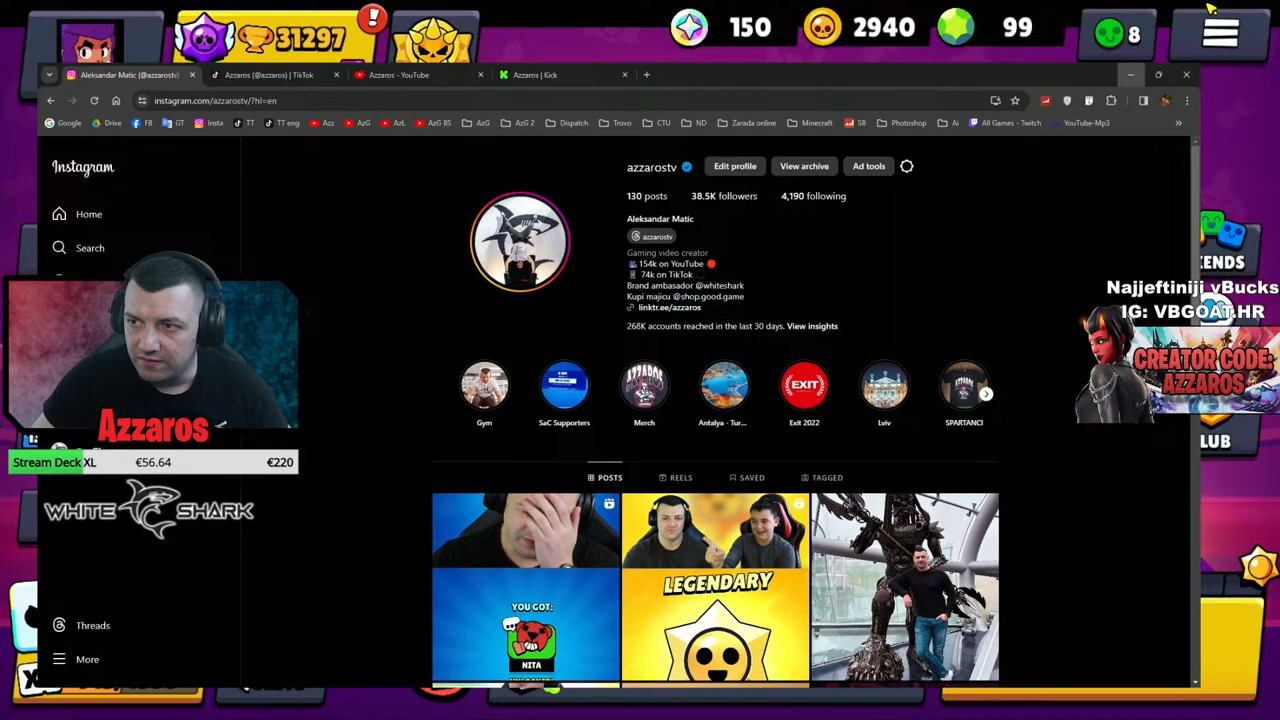 31297
150
2940
99
8
Aleksandar Matic (@azzarostv)
Azzaros (@azzaros) | TikTok
Azzaros - YouTube
Azzaros | Kick
instagram.com/azzarostv/?hl=en
Google
Drive
FB
GT
Insta
TT
TT eng
Azz
AzG
AzL
AzG BS
AzG
AzG 2
Dispatch
Trovo
CTU
ND
Zarada online
Minecraft
SB
Photoshop
Ai
All Games - Twitch
YouTube-Mp3
Instagram
Home
Search
Threads
More
azzarostv
Edit profile
View archive
Ad tools
130 posts
38.5K followers
4,190 following
Aleksandar Matic
azzarostv
Gaming video creator
154k on YouTube
74k on TikTok
Brand ambasador @whiteshark
Kupi majicu @shop.good.game
linktr.ee/azzaros
268K accounts reached in the last 30 days. View insights
Gym
SaC Supporters
Merch
Antalya - Tur...
Exit 2022
Lviv
SPARTANCI
AZZAROS
EXIT
AZZAROS
POSTS
REELS
SAVED
TAGGED
YOU GOT:
NITA
LEGENDARY
Azzaros
Stream Deck XL
€56.64
€220
WHITE SHARK
ENDS
Najjeftiniji vBucks
IG: VBGOAT.HR
CREATOR CODE:
AZZAROS
LUB